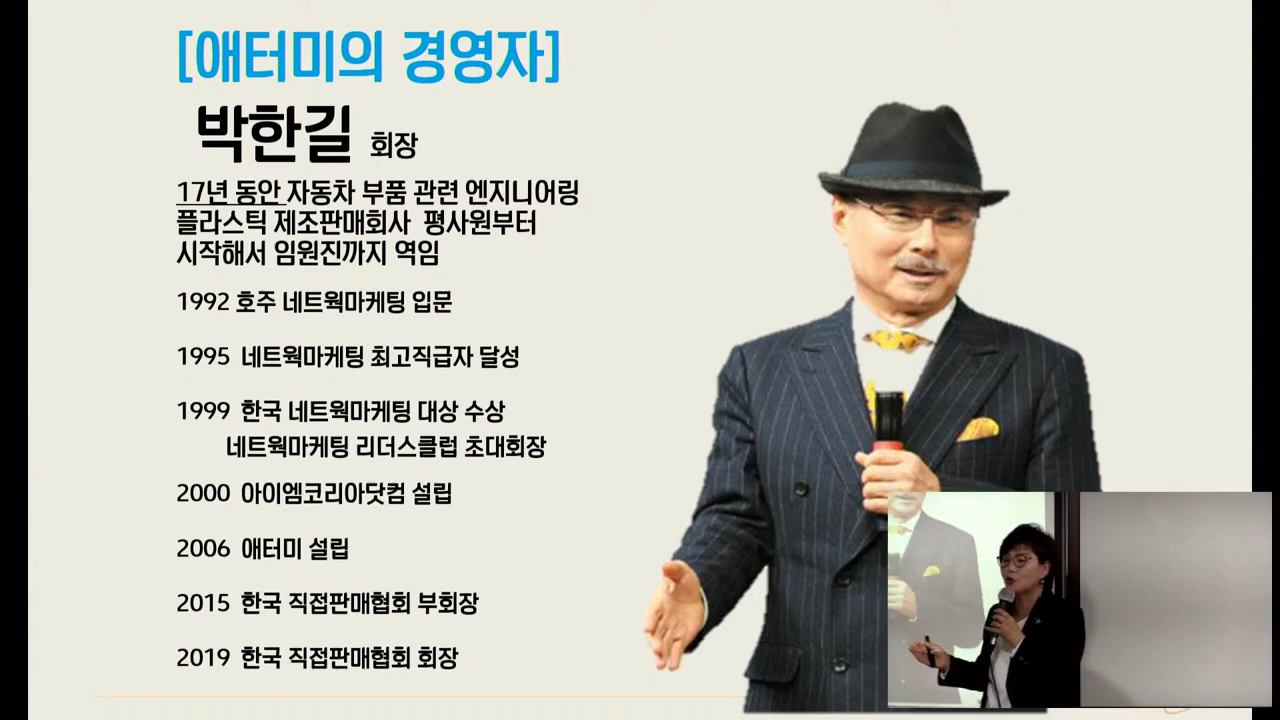 [애터미의 경영자]
박한길 회장
17년 동안 자동차 부품 관련 엔지니어링
플라스틱 제조판매회사 평사원부터
시작해서 임원진까지 역임
1992 호주 네트웍마케팅 입문
1995 네트웍마케팅 최고직급자 달성
1999 한국 네트웍마케팅 대상 수상
네트웍마케팅 리더스클럽 초대회장
2000 아이엠코리아닷컴 설립
2006 애터미 설립
2015 한국 직접판매협회 부회장
2019 한국 직접판매협회 회장